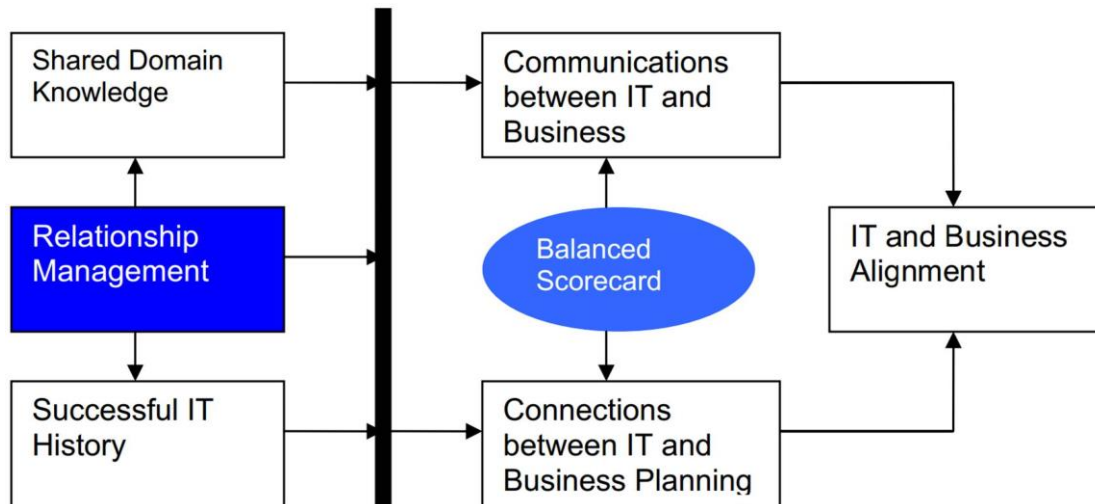 Shared Domain
Knowledge
Communications
between IT and
Business
Relationship
Management
Balanced
Scorecard
IT and Business
Alignment
Successful IT
History
Connections
between IT and
Business Planning